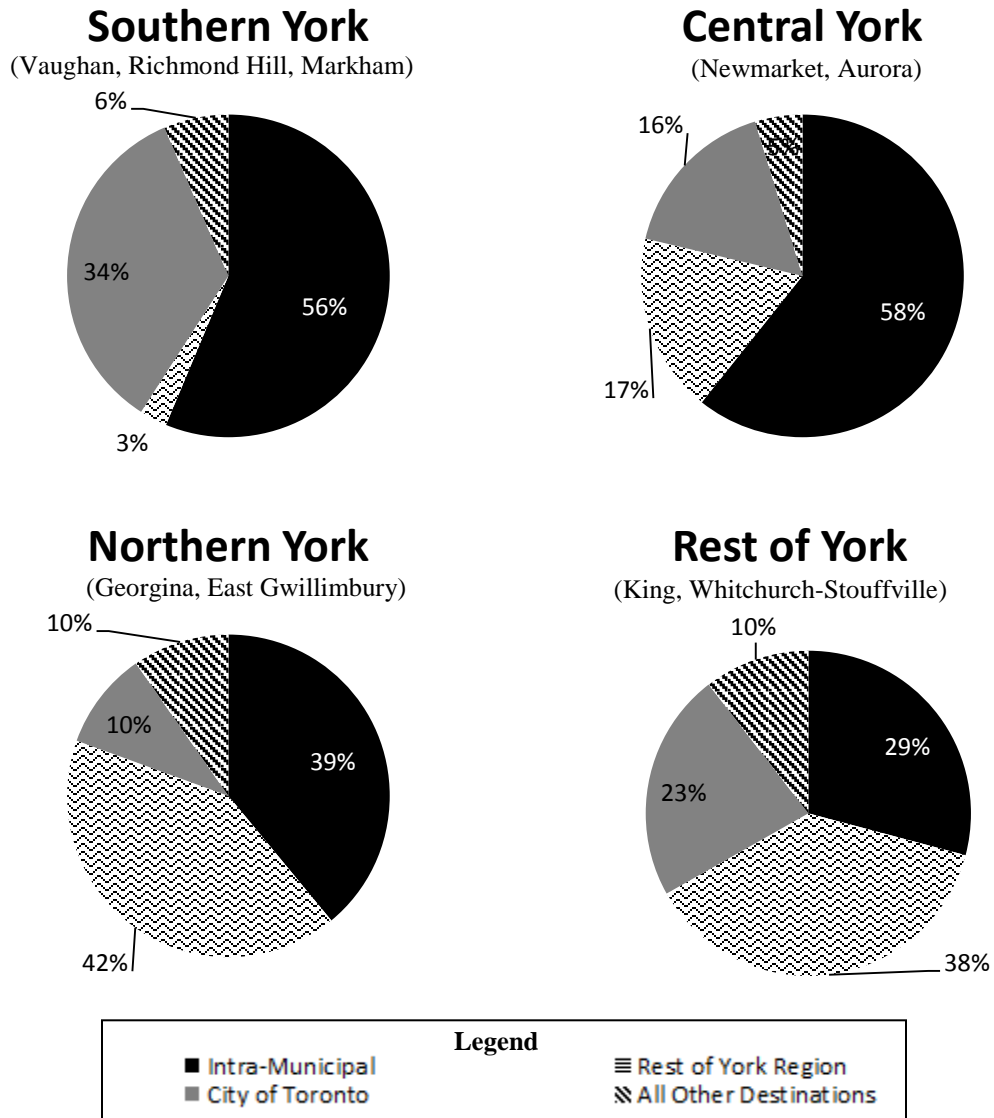 Southern York
(Vaughan, Richmond Hill, Markham)
6%
34%
56%
3%
Central York
(Newmarket, Aurora)
16%
5%
58%
17%
Northern York
(Georgina, East Gwillimbury)
10%
10%
39%
42%
Rest of York
(King, Whitchurch-Stouffville)
10%
29%
23%
38%
Legend
Intra-Municipal
Rest of York Region
City of Toronto
All Other Destinations